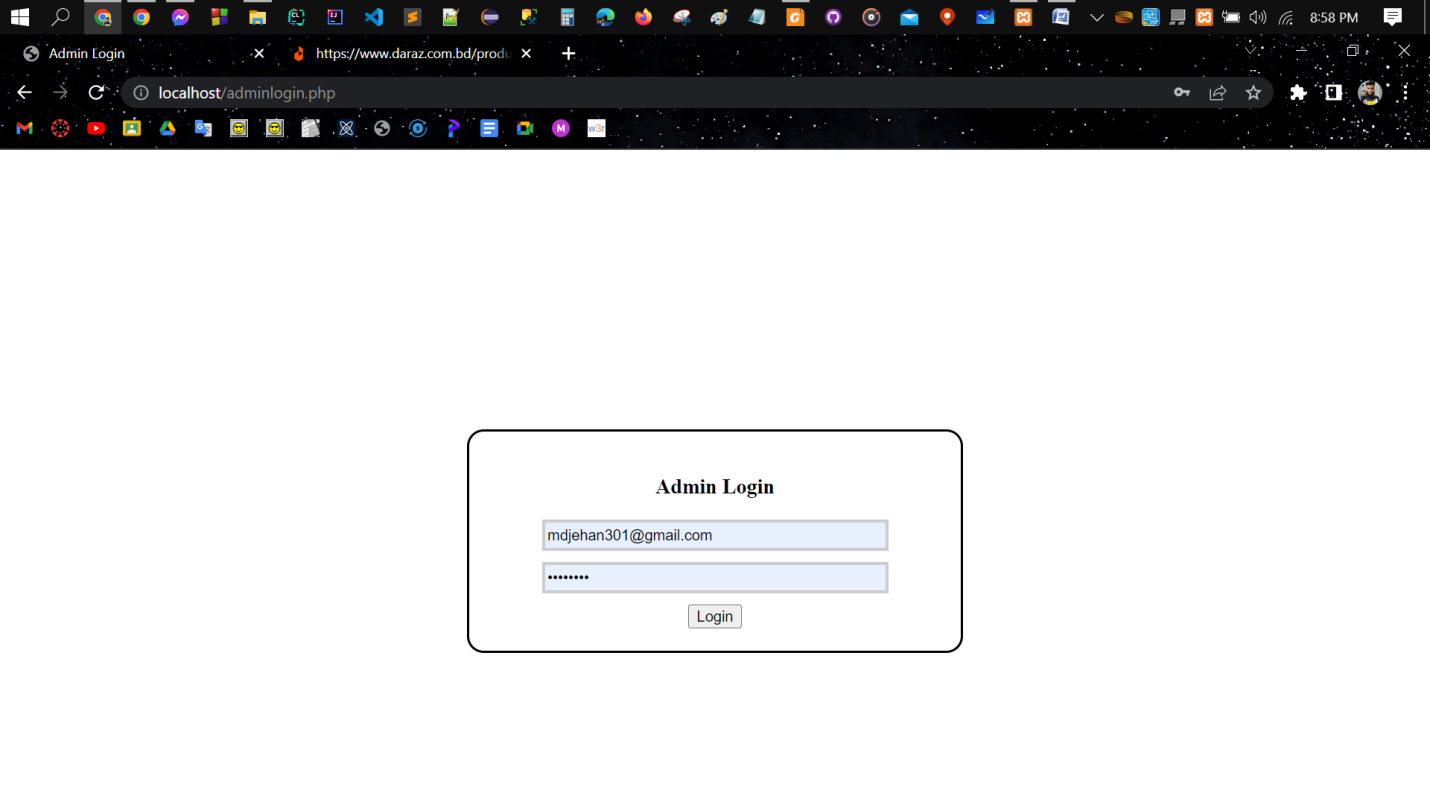 8:58 PM
Admin Login
https://www.daraz.com.bd/produ
localhost/adminlogin.php
M
w3r
Admin Login
mdjehan301@gmail.com
••••••••
Login